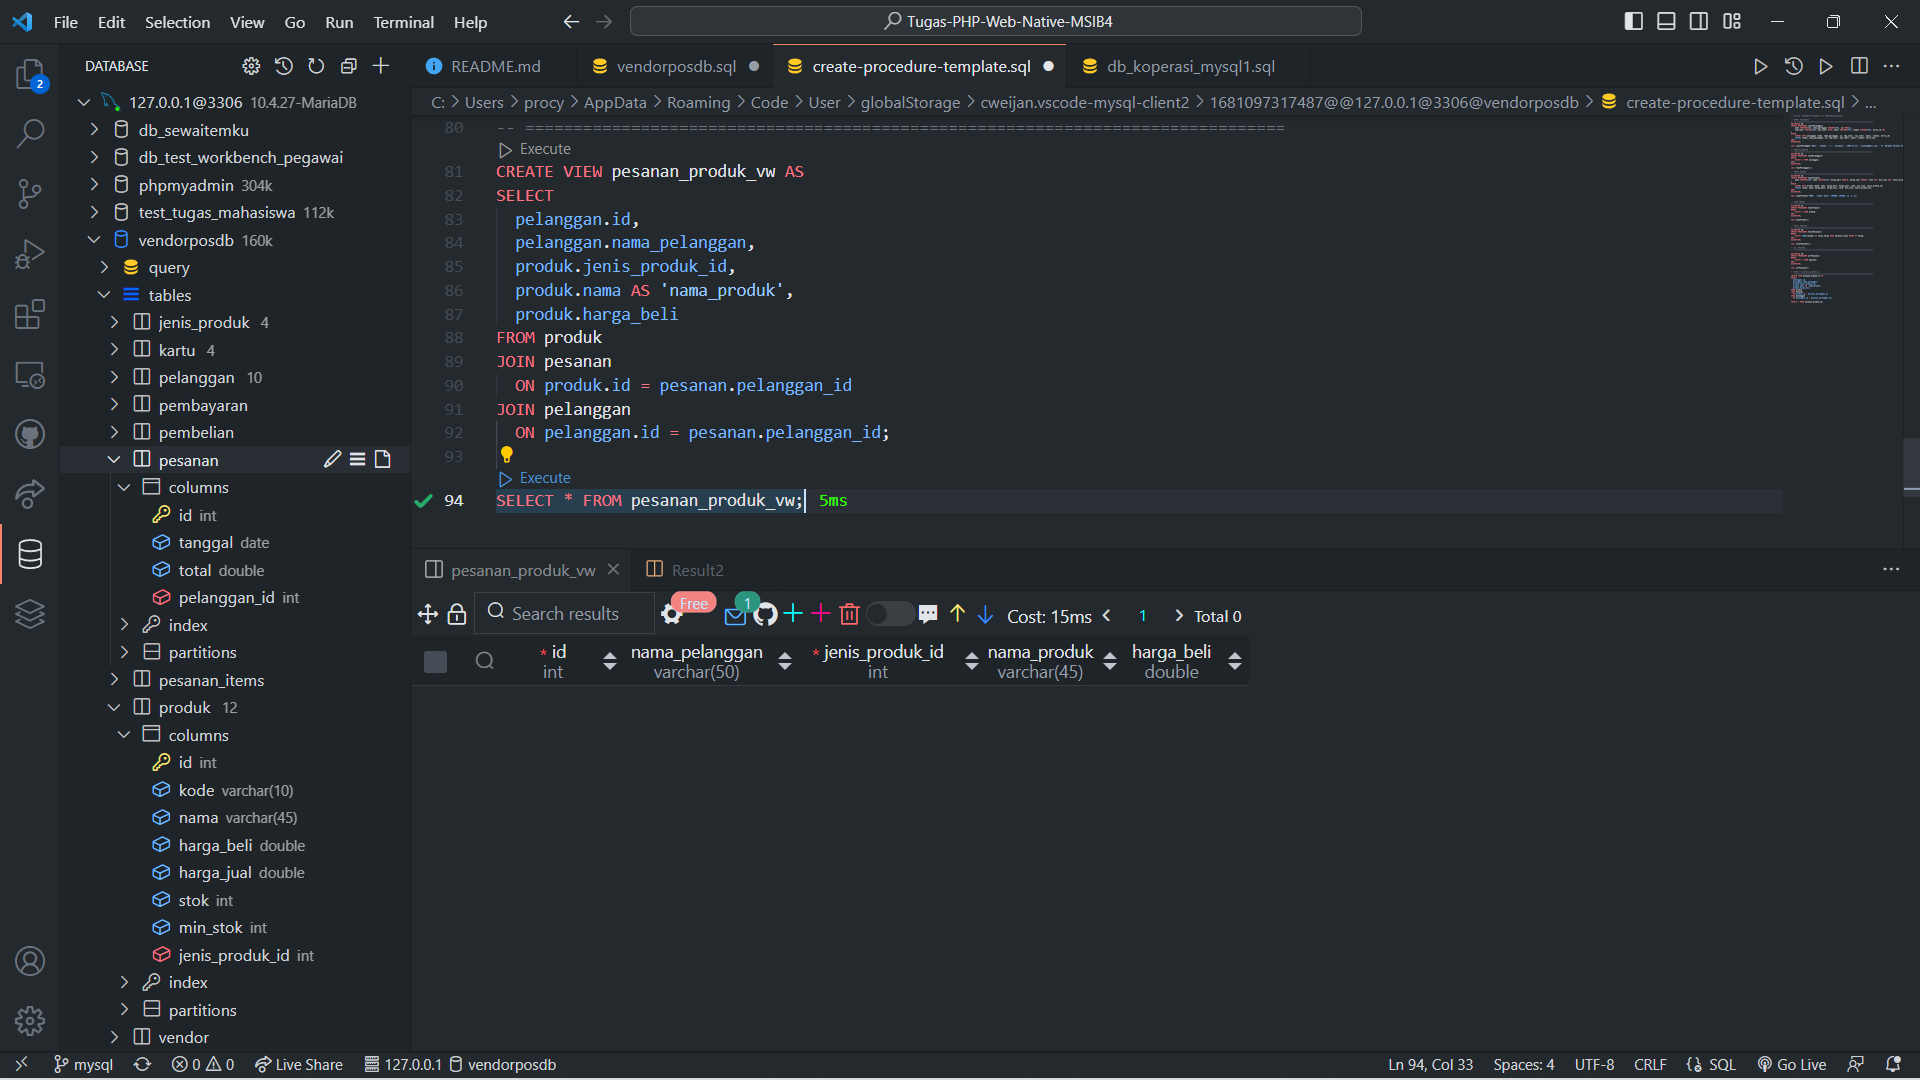 File Edit Selection View Go Run Terminal Help
Tugas-PHP-Web-Native-MSIB4
2
DATABASE
127.0.0.1@3306 10.4.27-MariaDB
db_sewaitemku
db_test_workbench_pegawai
phpmyadmin 304k
test_tugas_mahasiswa 112k
vendorposdb 160k
query
tables
jenis_produk 4
kartu 4
pelanggan 10
pembayaran
pembelian
pesanan
columns
id int
tanggal date
total double
pelanggan_id int
index
partitions
pesanan_items
produk 12
columns
id int
kode varchar(10)
nama varchar(45)
harga_beli double
harga_jual double
stok int
min_stok int
jenis_produk_id int
index
partitions
vendor
README.md
vendorposdb.sql
create-procedure-template.sql
db_koperasi_mysql1.sql
C: > Users > procy > AppData > Roaming > Code > User > globalStorage > cweijan.vscode-mysql-client2 > 1681097317487@@127.0.0.1@3306@vendorposdb > create-procedure-template.sql > ...
80 -- ===============================================================================
Execute
81 CREATE VIEW pesanan_produk_vw AS
82 SELECT
83 pelanggan.id,
84 pelanggan.nama_pelanggan,
85 produk.jenis_produk_id,
86 produk.nama AS 'nama_produk',
87 produk.harga_beli
88 FROM produk
89 JOIN pesanan
90 ON produk.id = pesanan.pelanggan_id
91 JOIN pelanggan
92 ON pelanggan.id = pesanan.pelanggan_id;
93
Execute
94 SELECT * FROM pesanan_produk_vw; 5ms
pesanan_produk_vw
Result2
Search results
Free
1
Cost: 15ms < 1 > Total 0
* id
int
nama_pelanggan
varchar(50)
* jenis_produk_id
int
nama_produk
varchar(45)
harga_beli
double
mysql
0 0
Live Share
127.0.0.1
vendorposdb
Ln 94, Col 33
Spaces: 4
UTF-8
CRLF
SQL
Go Live